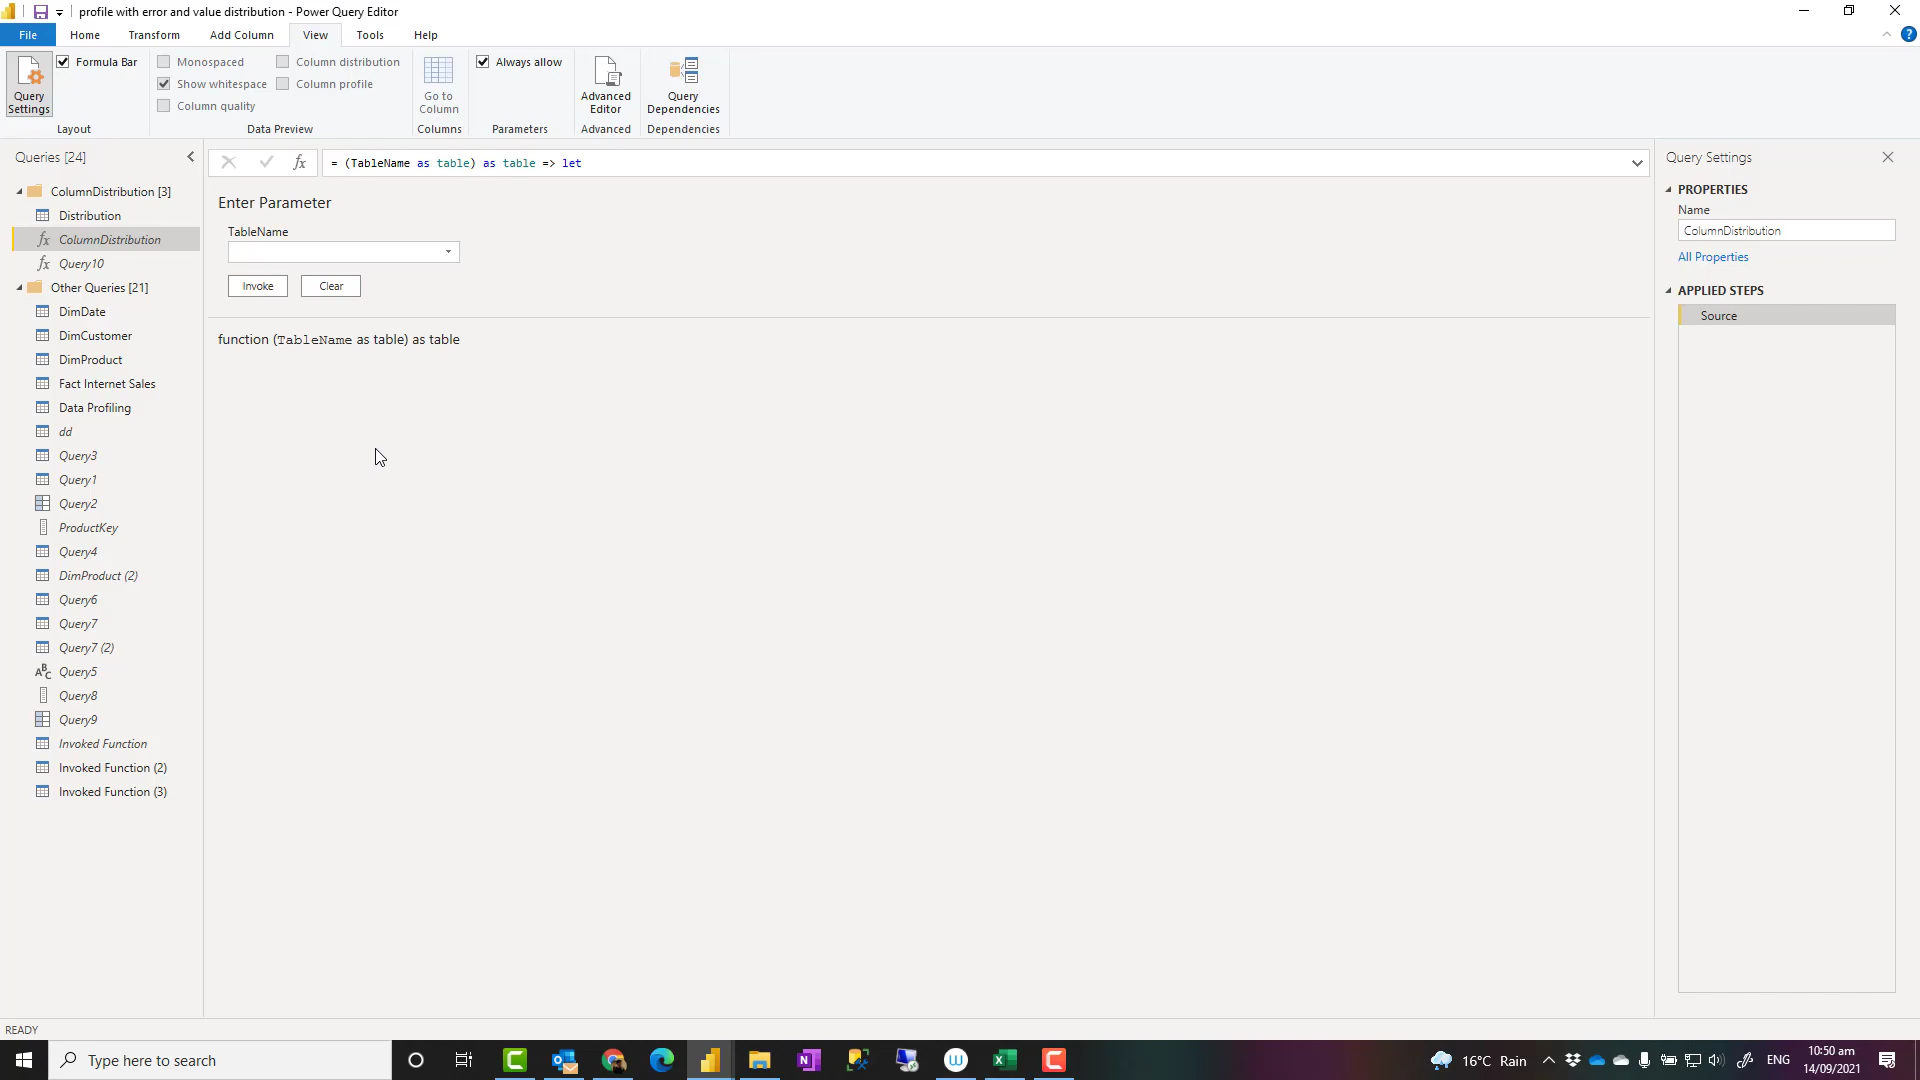 profile with error and value distribution - Power Query Editor
File Home Transform Add Column View Tools Help
Query Settings
Formula Bar
Layout
Monospaced
Show whitespace
Column quality
Column distribution
Column profile
Data Preview
Go to Column
Columns
Always allow
Parameters
Advanced Editor
Advanced
Query Dependencies
Dependencies
Queries [24]
ColumnDistribution [3]
Distribution
fx ColumnDistribution
fx Query10
Other Queries [21]
DimDate
DimCustomer
DimProduct
Fact Internet Sales
Data Profiling
dd
Query3
Query1
Query2
ProductKey
Query4
DimProduct (2)
Query6
Query7
Query7 (2)
ABC Query5
Query8
Query9
Invoked Function
Invoked Function (2)
Invoked Function (3)
fx = (TableName as table) as table => let
Enter Parameter
TableName
Invoke Clear
function (TableName as table) as table
Query Settings
PROPERTIES
Name
ColumnDistribution
All Properties
APPLIED STEPS
Source
READY
Type here to search
16°C Rain
ENG
10:50 am
14/09/2021